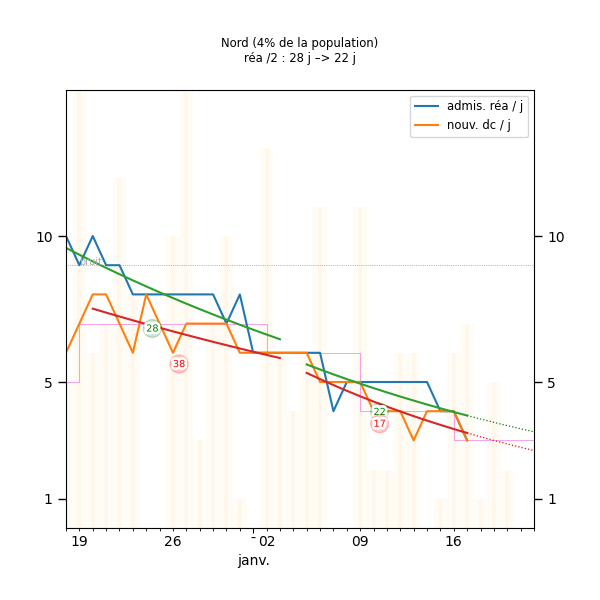 Nord (4% de la population)
réa /2 : 28 j –> 22 j
admis. réa / j
nouv. dc / j
10
10
bruit
28
38
5
5
22
17
1
1
19
26
02
09
16
janv.